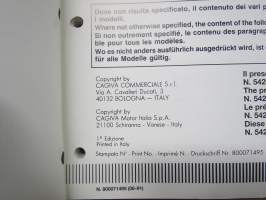 Dove non risulta specificato, il contenuto dei vari p
i modelli.
Where not otherwise specified, the content of the follo
Si non outrement specifié, le contenu des paragrap
ble pour tous les modèles.
Wo es nicht anders ausführlich ausgedrückt wird, ist
für alle Modelle gültig.
Copyright by
CAGIVA COMMERCIALE S.r.l.
Via A. Cavalieri Ducati, 3
40132 BOLOGNA — ITALY
Copyright by
CAGIVA Motor Italia S.p.A.
21100 Schiranna - Varese - Italy
1ª Edizione
Printed in Italy
Stampato N° - Print No. - Imprimé N. - Druckschrift Nr. 800071495
Il pres
N. 542
The pr
N. 542
Le pré
N. 542
Diese
N. 542
N. 800071495 (06-91)